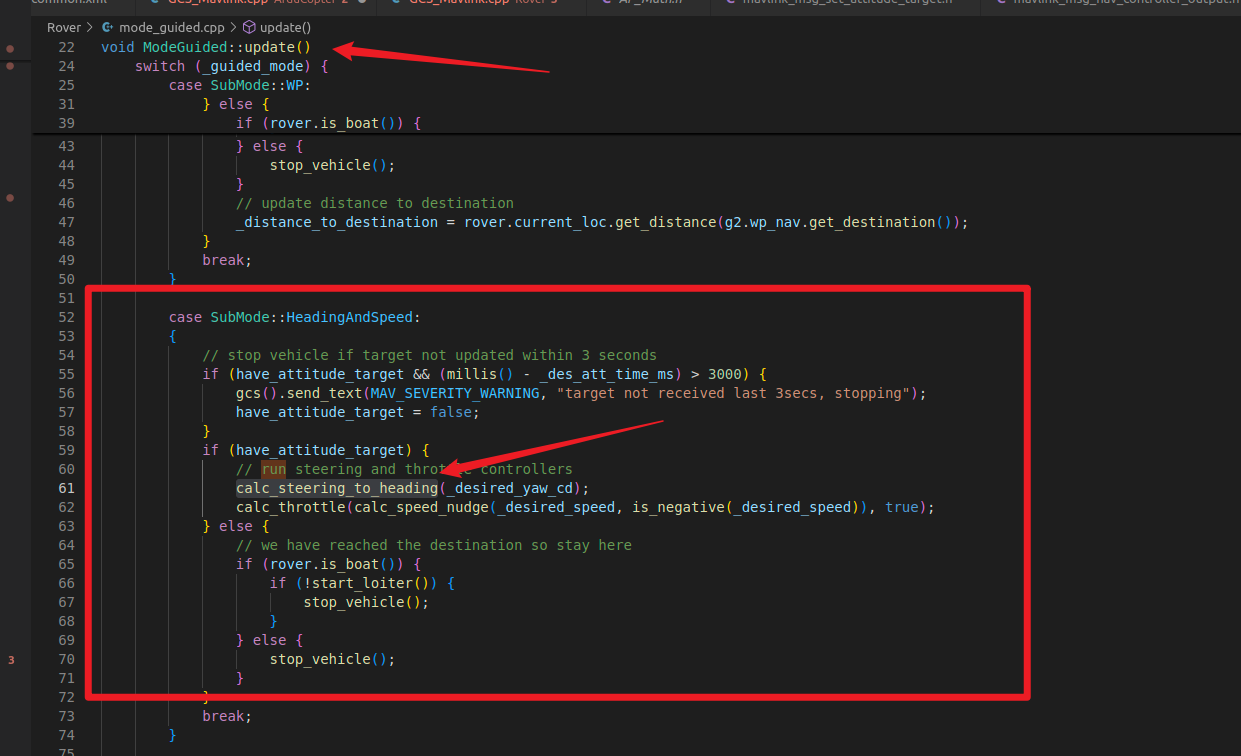 common.xml GCS_Mavlink.cpp ArduCopter 2 GCS_Mavlink.cpp Rover 3 AP_Math.h mavlink_msg_set_attitude_target.h mavlink_msg_nav_controller_output.h
Rover > mode_guided.cpp > update()
22 void ModeGuided::update()
24 switch (_guided_mode) {
25 case SubMode::WP:
31 } else {
39 if (rover.is_boat()) {
43 } else {
44 stop_vehicle();
45 }
46 // update distance to destination
47 _distance_to_destination = rover.current_loc.get_distance(g2.wp_nav.get_destination());
48 }
49 break;
50 }
51
52 case SubMode::HeadingAndSpeed:
53 {
54 // stop vehicle if target not updated within 3 seconds
55 if (have_attitude_target && (millis() - _des_att_time_ms) > 3000) {
56 gcs().send_text(MAV_SEVERITY_WARNING, "target not received last 3secs, stopping");
57 have_attitude_target = false;
58 }
59 if (have_attitude_target) {
60 // run steering and throttle controllers
61 calc_steering_to_heading(_desired_yaw_cd);
62 calc_throttle(calc_speed_nudge(_desired_speed, is_negative(_desired_speed)), true);
63 } else {
64 // we have reached the destination so stay here
65 if (rover.is_boat()) {
66 if (!start_loiter()) {
67 stop_vehicle();
68 }
69 } else {
3 70 stop_vehicle();
71 }
72 }
73 break;
74 }
75